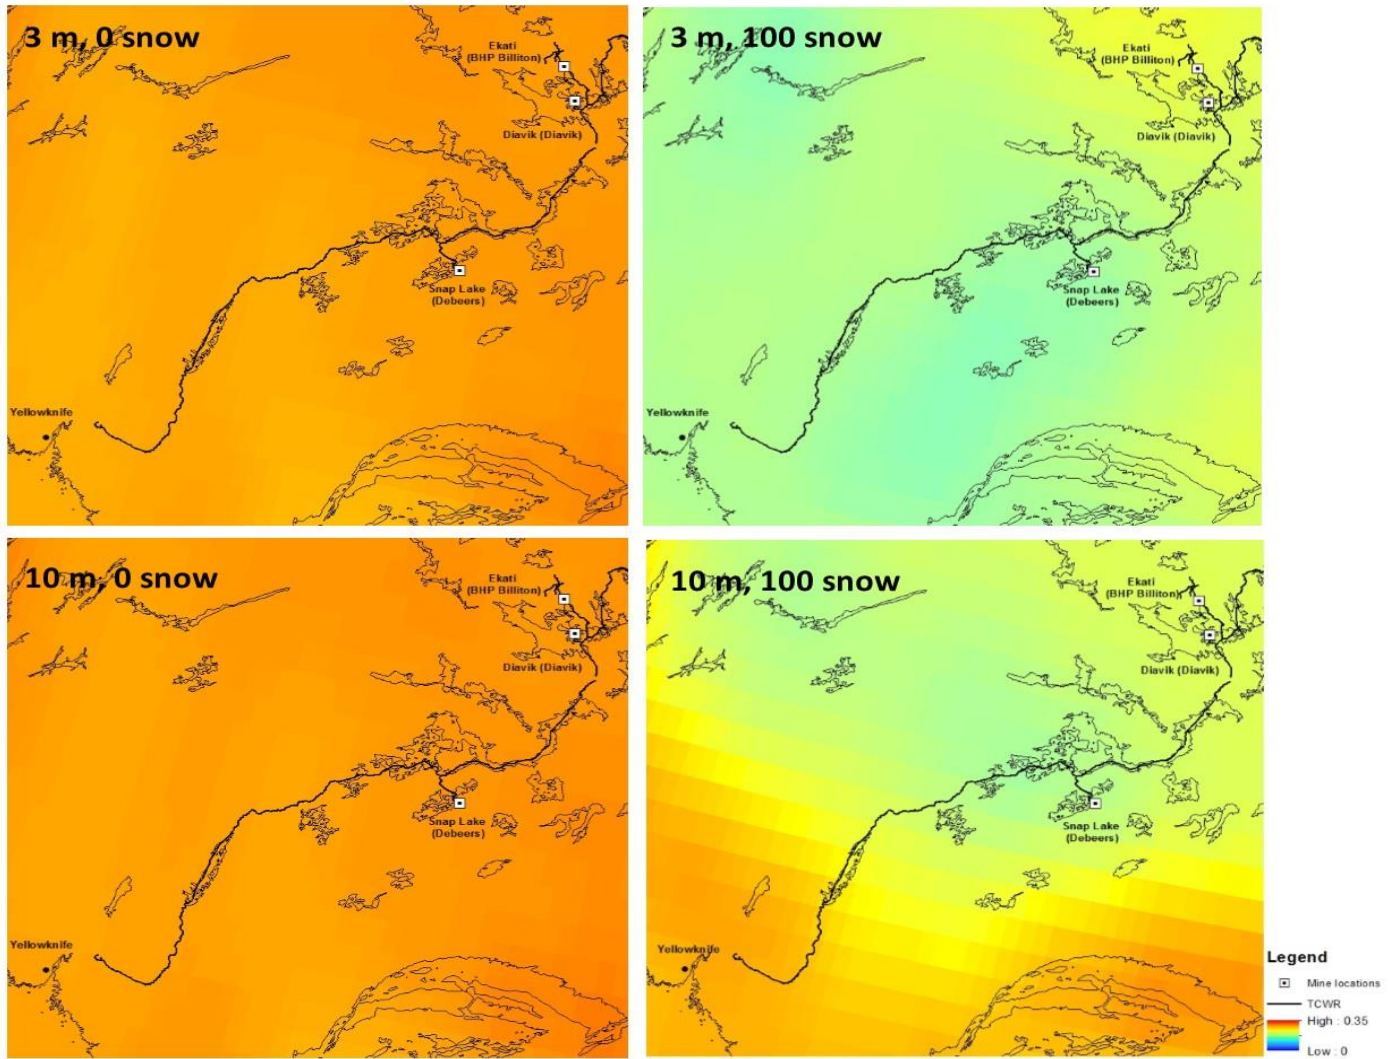 3 m, 0 snow
Ekati
(BHP Billiton)
Diavik (Diavik)
Snap Lake
(Debeers)
Yellowknife
3 m, 100 snow
Ekati
(BHP Billiton)
Diavik (Diavik)
Snap Lake
(Debeers)
Yellowknife
10 m, 0 snow
Ekati
(BHP Billiton)
Diavik (Diavik)
Snap Lake
(Debeers)
Yellowknife
10 m, 100 snow
Ekati
(BHP Billiton)
Diavik (Diavik)
Snap Lake
(Debeers)
Yellowknife
Legend
Mine locations
TCWR
High : 0.35
Low : 0